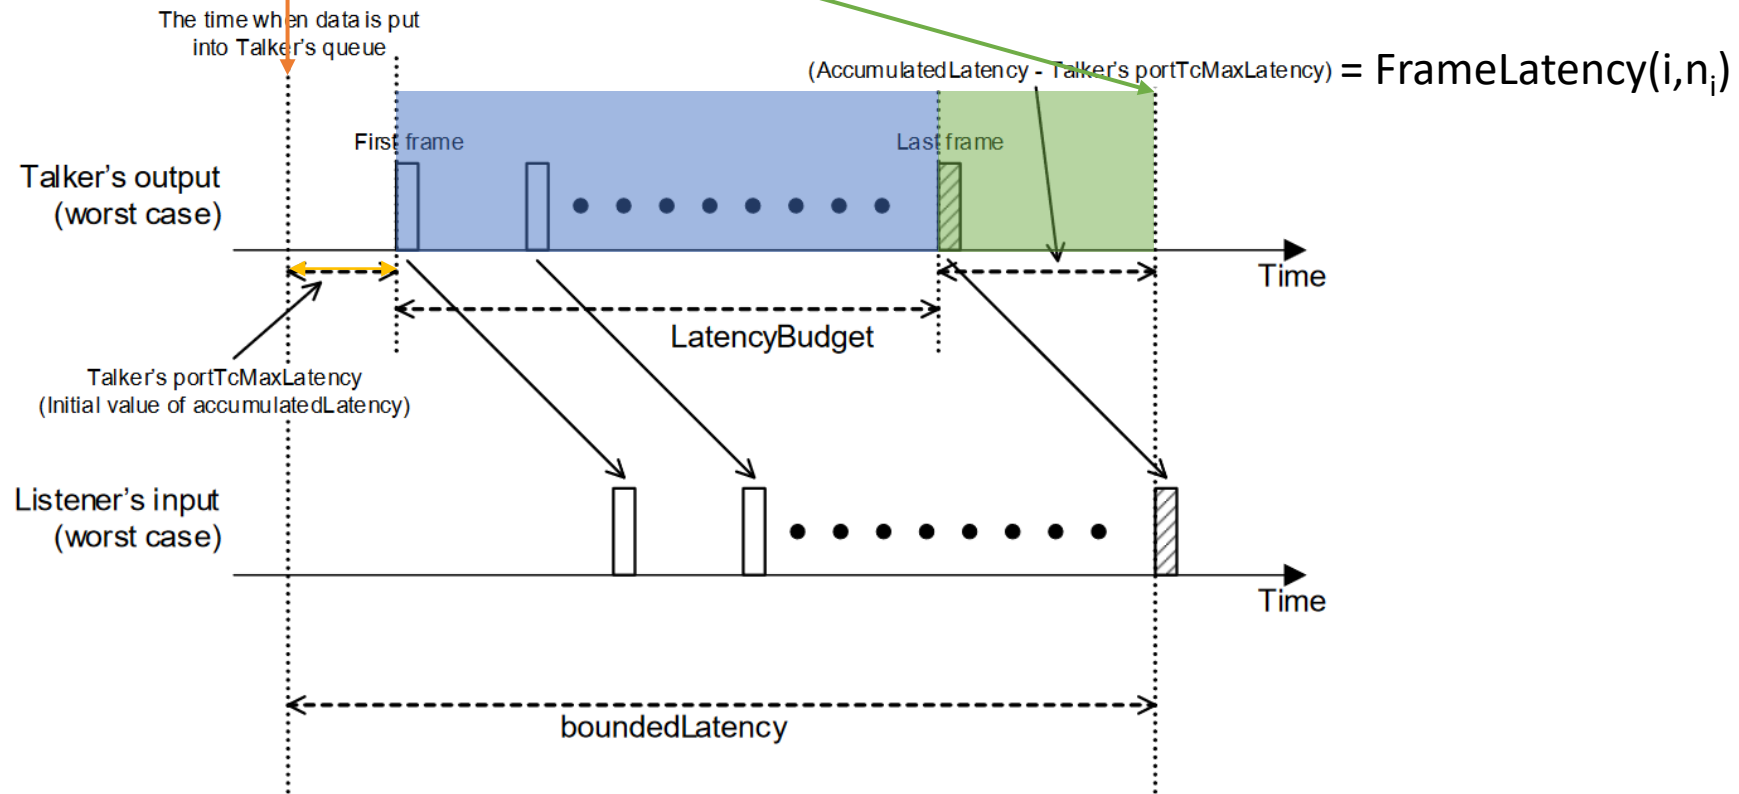 The time when data is put
into Talker's queue
(AccumulatedLatency - Talker's portTcMaxLatency) = FrameLatency(i,nᵢ)
First frame
Last frame
Talker's output
(worst case)
Time
LatencyBudget
Talker's portTcMaxLatency
(Initial value of accumulatedLatency)
Listener's input
(worst case)
Time
boundedLatency